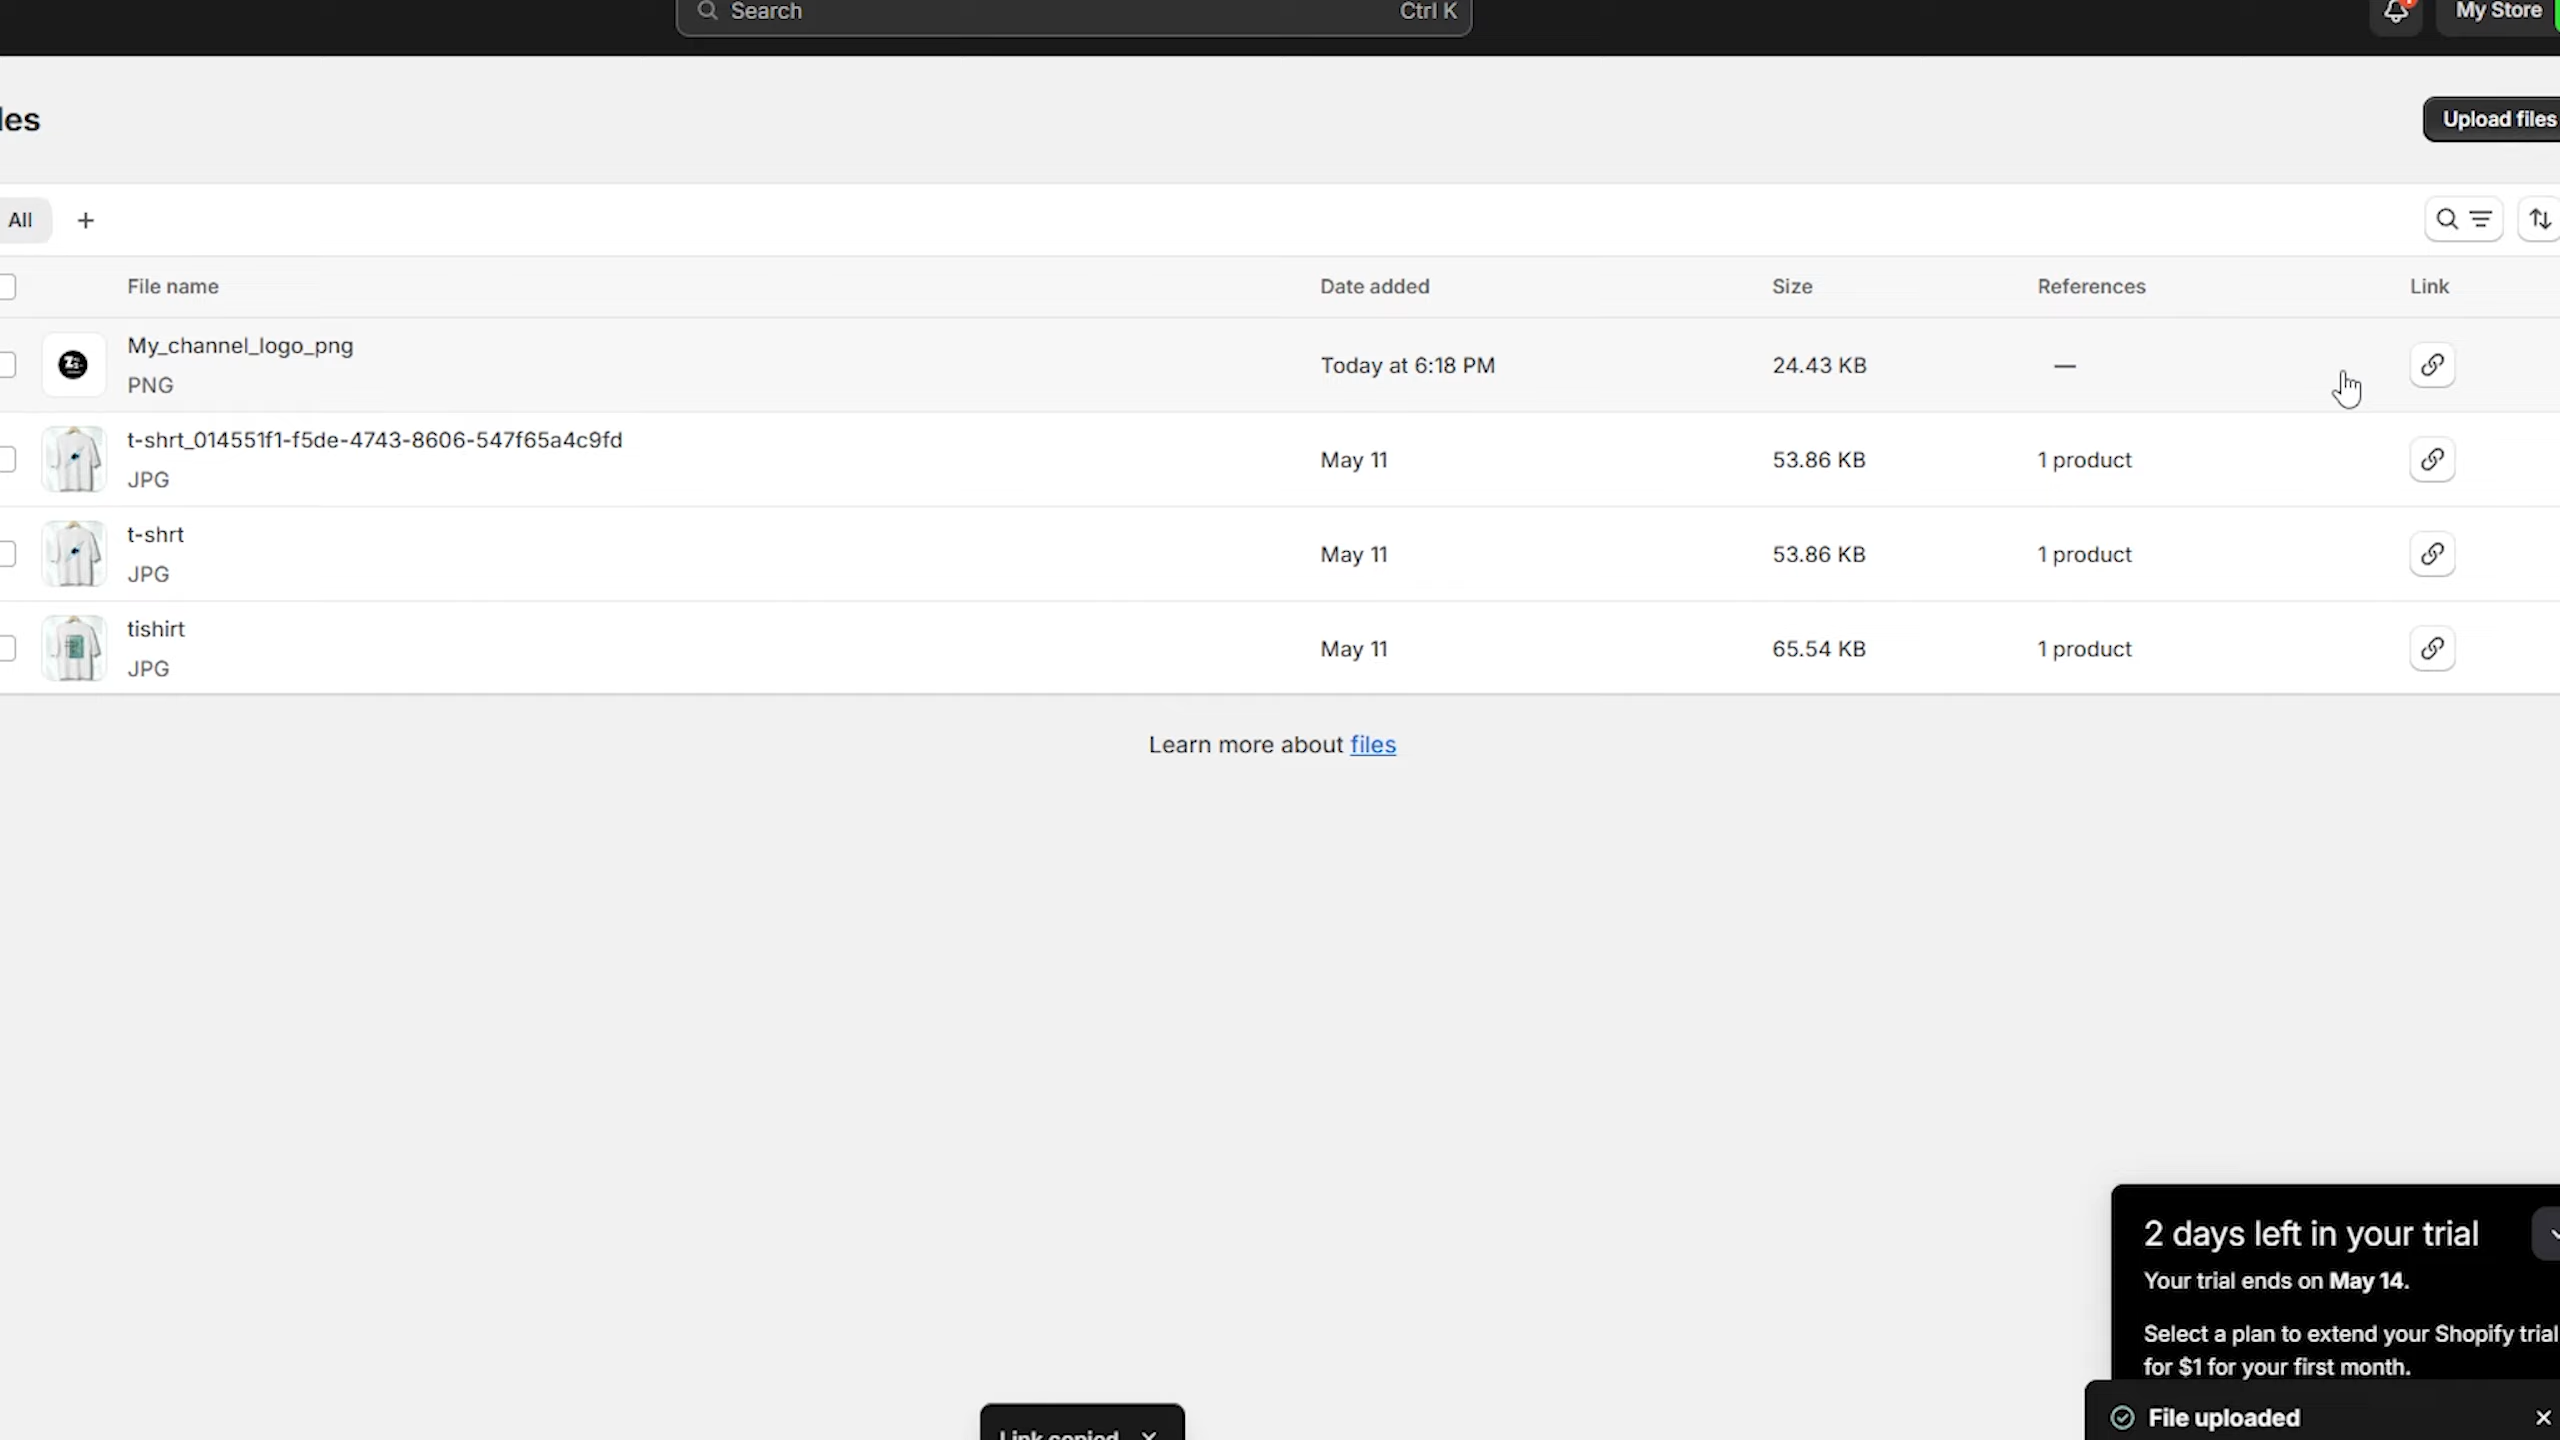 Search Ctrl K
My Store
les
Upload files
All +
File name Date added Size References Link
My_channel_logo_png
PNG
Today at 6:18 PM 24.43 KB —
t-shrt_014551f1-f5de-4743-8606-547f65a4c9fd
JPG
May 11 53.86 KB 1 product
t-shrt
JPG
May 11 53.86 KB 1 product
tishirt
JPG
May 11 65.54 KB 1 product
Learn more about files
2 days left in your trial
Your trial ends on May 14.
Select a plan to extend your Shopify trial
for $1 for your first month.
Link copied
File uploaded